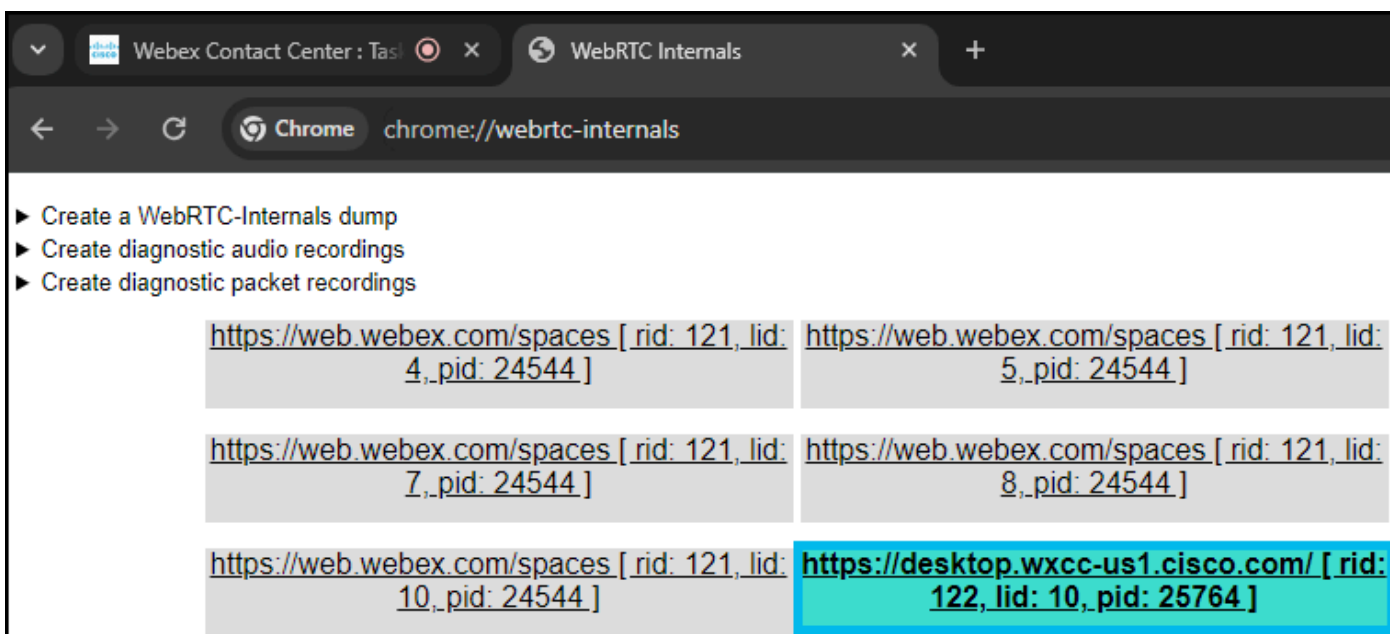 Webex Contact Center : Tas
WebRTC Internals
Chrome chrome://webrtc-internals
Create a WebRTC-Internals dump
Create diagnostic audio recordings
Create diagnostic packet recordings
https://web.webex.com/spaces [ rid: 121, lid:
4, pid: 24544 ]
https://web.webex.com/spaces [ rid: 121, lid:
5, pid: 24544 ]
https://web.webex.com/spaces [ rid: 121, lid:
7, pid: 24544 ]
https://web.webex.com/spaces [ rid: 121, lid:
8, pid: 24544 ]
https://web.webex.com/spaces [ rid: 121, lid:
10, pid: 24544 ]
https://desktop.wxcc-us1.cisco.com/ [ rid:
122, lid: 10, pid: 25764 ]